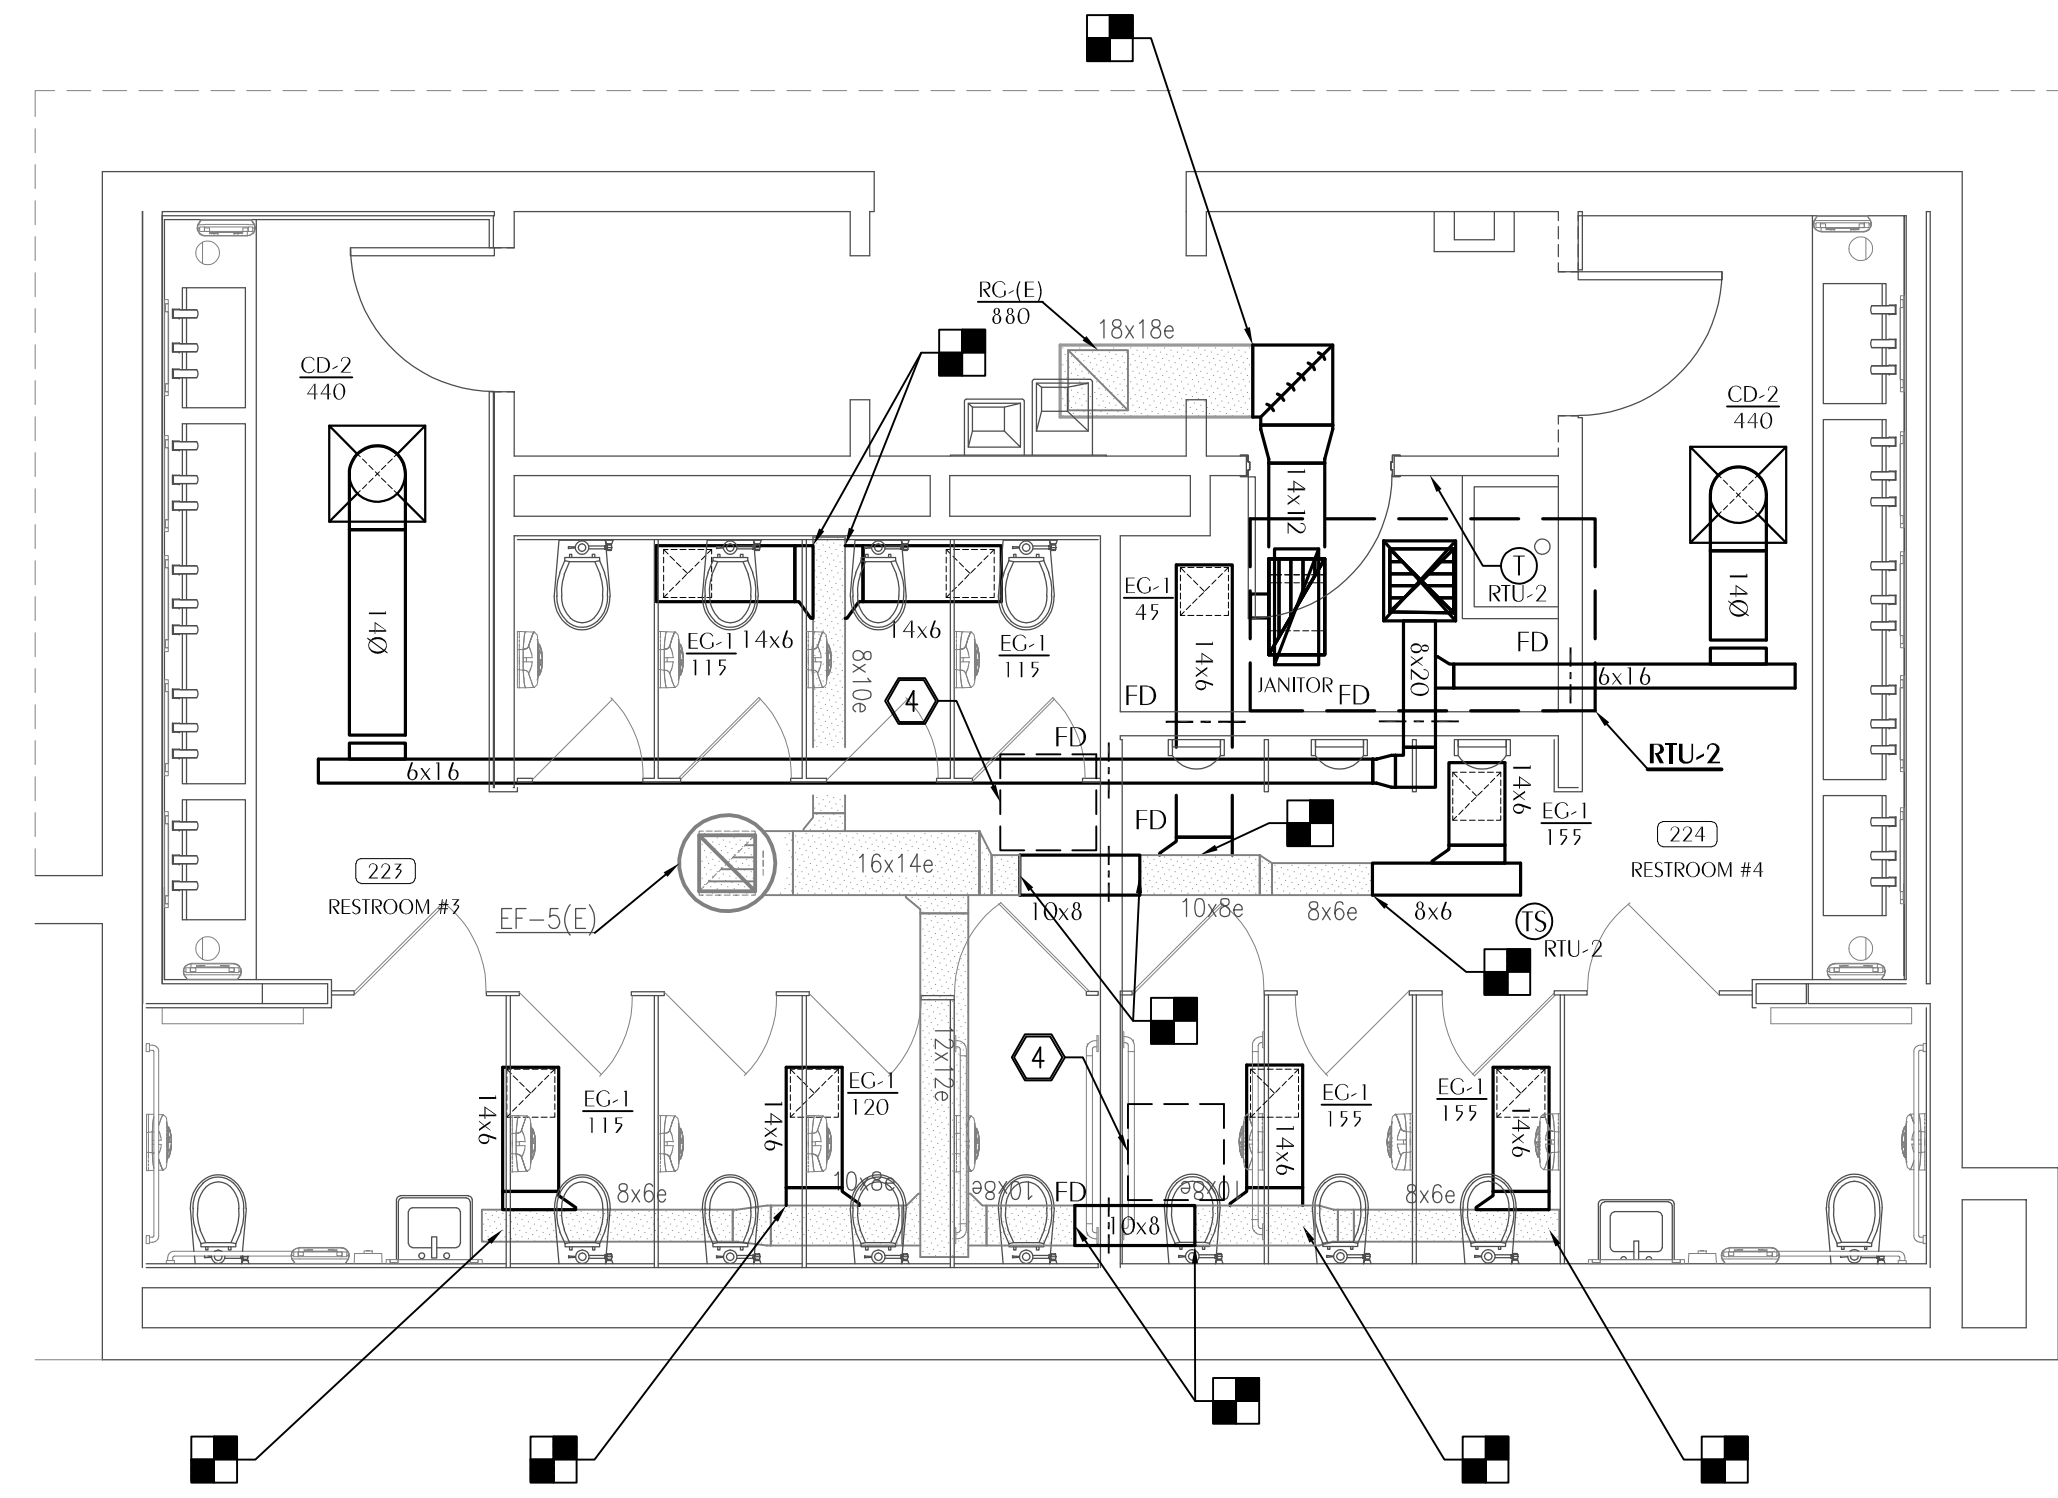 RG-(E)
880
18x18e
CD-2
440
CD-2
440
14x12
T
RTU-2
EG-1
45
14Ø
14Ø
EG-1
115
14x6
14x6
EG-1
115
8x10e
14x6
FD
8x20
6x16
4
FD
JANITOR
FD
FD
RTU-2
6x16
14x6
EG-1
155
FD
224
RESTROOM #4
223
RESTROOM #3
16x14e
EF-5(E)
10x8
10x8e
8x6e
8x6
TS
RTU-2
12x12e
4
14x6
EG-1
115
14x6
EG-1
120
EG-1
155
14x6
EG-1
155
14x6
8x6e
10x8e
10x8e
FD
10x8e
8x6e
10x8